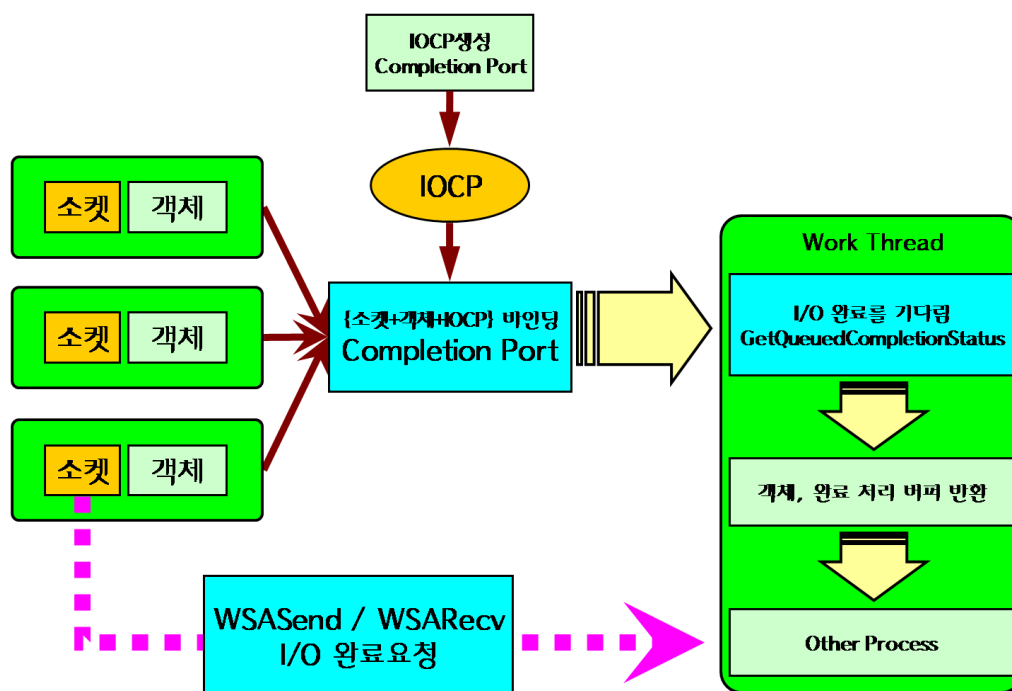 IOCP생성
Completion Port
IOCP
소켓 객체
소켓 객체
소켓 객체
{소켓+객체+IOCP} 바인딩
Completion Port
WSASend / WSARecv
I/O 완료요청
Work Thread
I/O 완료를 기다림
GetQueuedCompletionStatus
객체, 완료 처리 버퍼 반환
Other Process